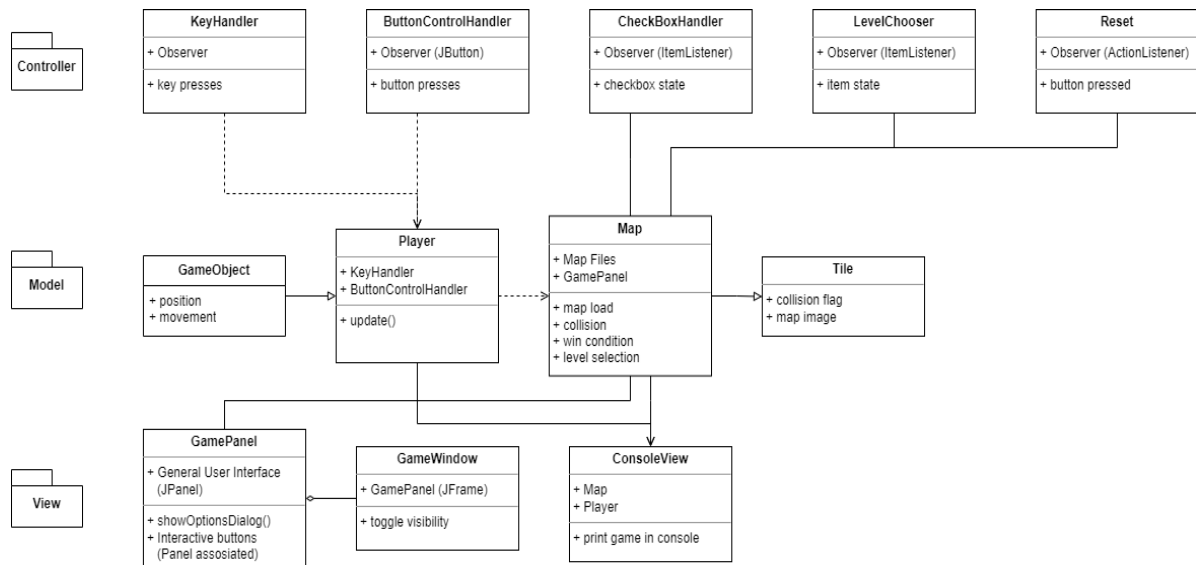 Controller
KeyHandler
+ Observer
+ key presses
ButtonControlHandler
+ Observer (JButton)
+ button presses
CheckBoxHandler
+ Observer (ItemListener)
+ checkbox state
LevelChooser
+ Observer (ItemListener)
+ item state
Reset
+ Observer (ActionListener)
+ button pressed
Model
GameObject
+ position
+ movement
Player
+ KeyHandler
+ ButtonControlHandler
+ update()
Map
+ Map Files
+ GamePanel
+ map load
+ collision
+ win condition
+ level selection
Tile
+ collision flag
+ map image
View
GamePanel
+ General User Interface
(JPanel)
+ showOptionsDialog()
+ Interactive buttons
(Panel assosiated)
GameWindow
+ GamePanel (JFrame)
+ toggle visibility
ConsoleView
+ Map
+ Player
+ print game in console